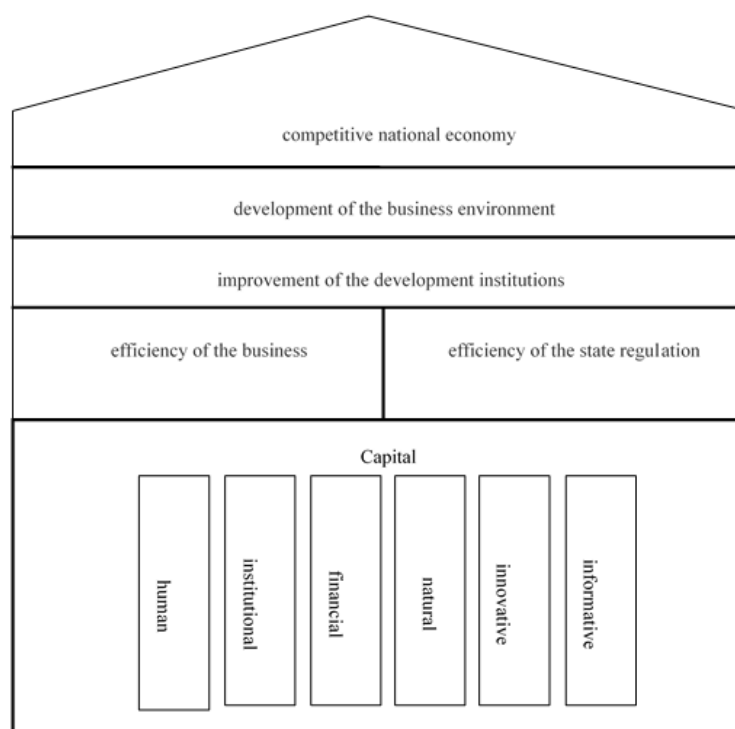 competitive national economy
development of the business environment
improvement of the development institutions
efficiency of the business
efficiency of the state regulation
Capital
human
institutional
financial
natural
innovative
informative